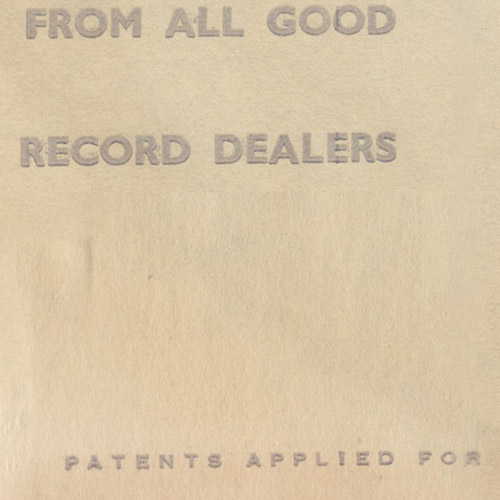 FROM ALL GOOD
RECORD DEALERS
PATENTS APPLIED FOR